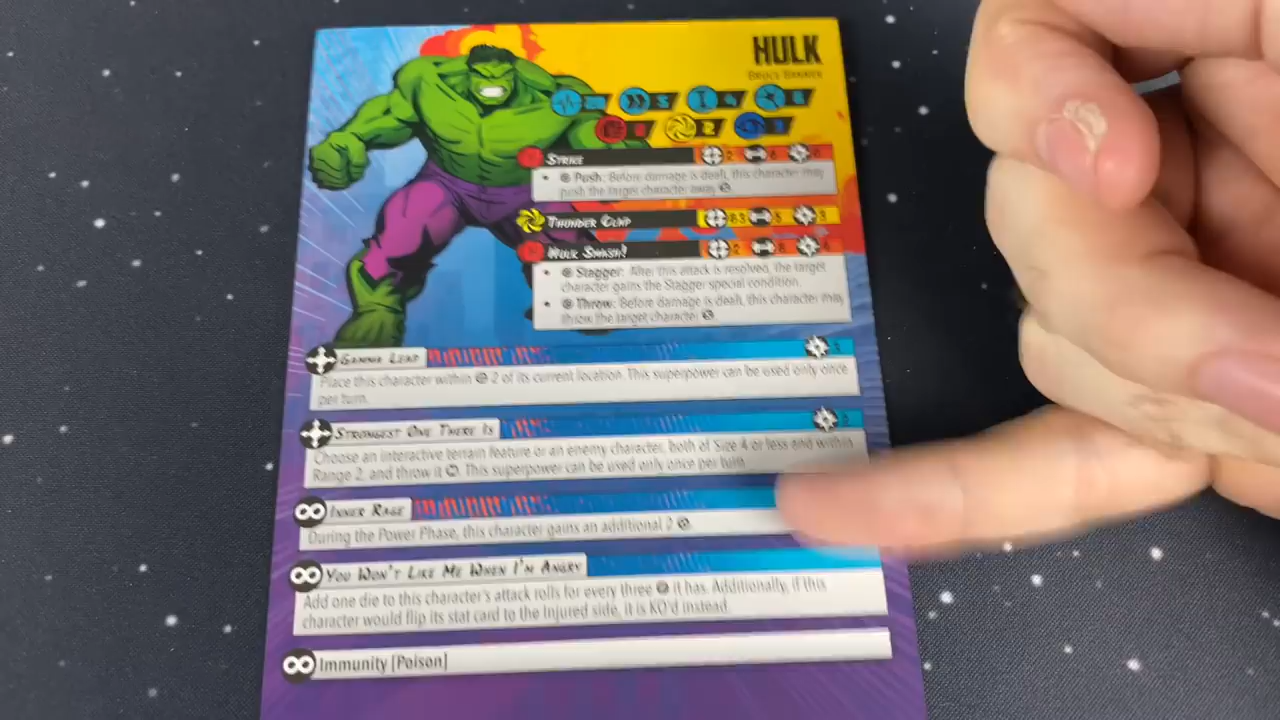 HULK
BRUCE BANNER
STRIKE
Push: Before damage is dealt, this character may
push the target character away
THUNDER CLAP
HULK SMASH!
Stagger: After this attack is resolved, the target
character gains the Stagger special condition.
Throw: Before damage is dealt, this character may
throw the target character
GAMMA LEAP
Place this character within 2 of its current location. This superpower can be used only once
per turn.
STRONGEST ONE THERE IS 2
Choose an interactive terrain feature or an enemy character, both of Size 4 or less and within
Range 2, and throw it This superpower can be used only once per turn.
INNER RAGE
During the Power Phase, this character gains an additional 2
YOU WON'T LIKE ME WHEN I'M ANGRY
Add one die to this character's attack rolls for every three it has. Additionally, if this
character would flip its stat card to the Injured side, it is KO'd instead.
Immunity [Poison]